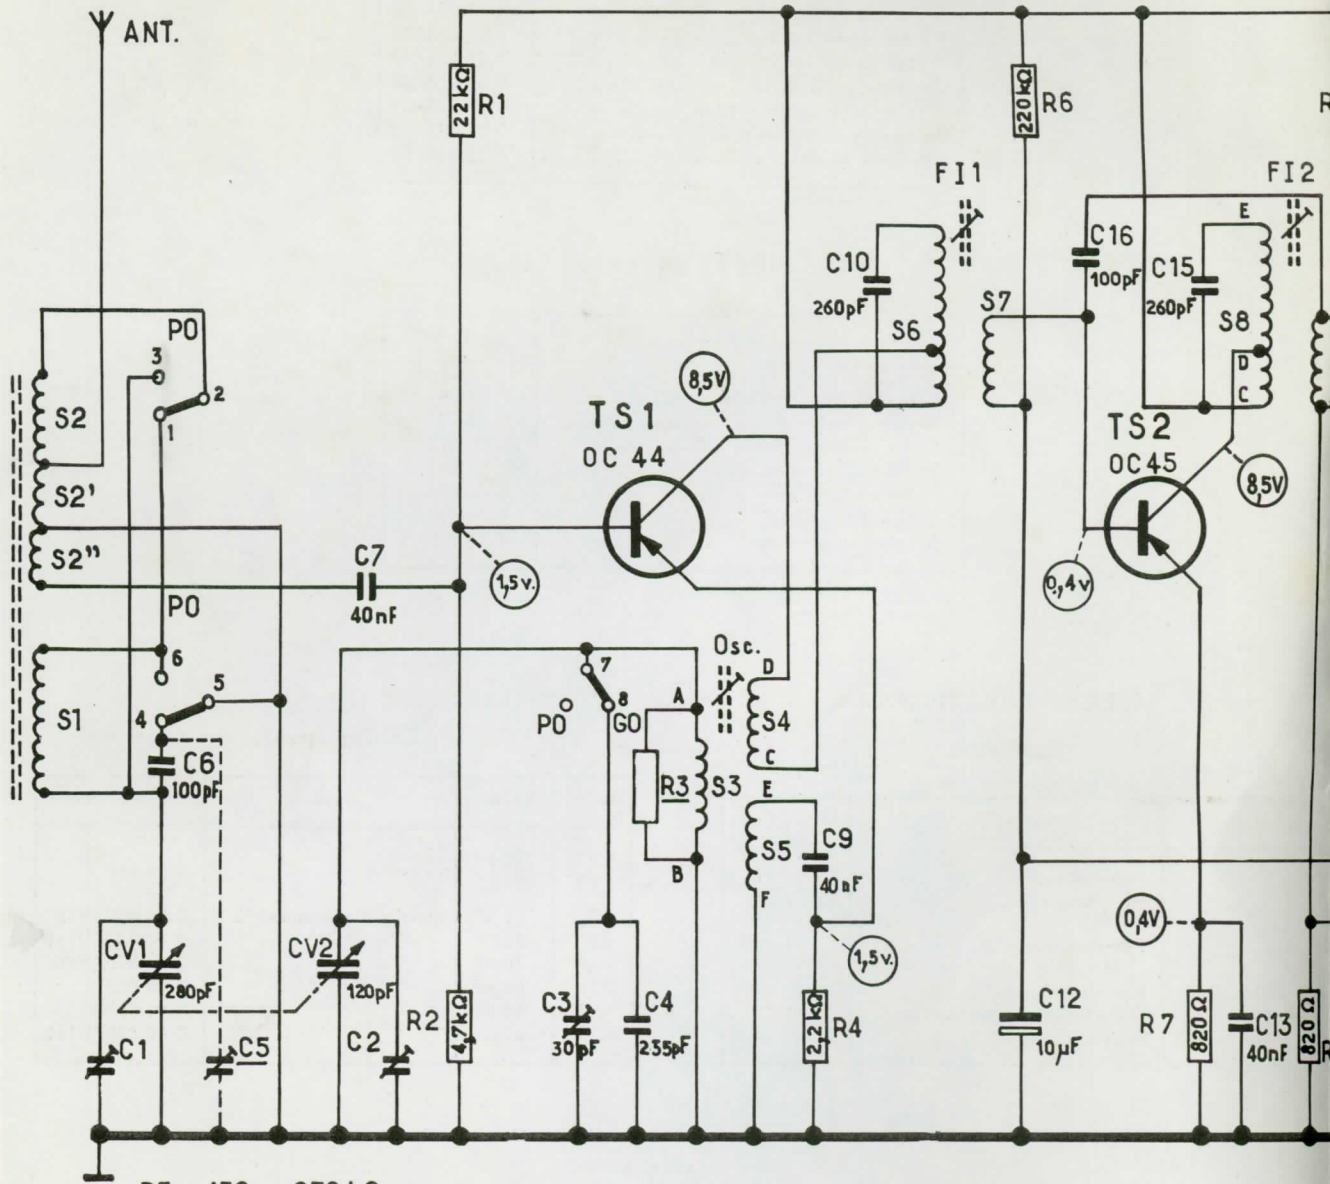 ANT.
22kΩ
R1
220kΩ
R6
R
FI1
FI2
E
C16
100pF
C10
260pF
C15
260pF
S6
S7
S8
D
C
PO
3
2
1
8,5V
TS1
OC 44
TS2
OC45
8,5V
S2
S2'
S2"
C7
40nF
1,5v.
0,4v
PO
6
5
4
S1
C6
100pF
7
8
PO
GO
Osc.
A
D
S4
C
R3
S3
E
S5
F
B
C9
40nF
0,4V
1,5v.
CV1
280pF
CV2
120pF
C1
C5
C2
R2
4,7kΩ
C3
30pF
C4
235pF
2,2kΩ
R4
C12
10µF
R7
820Ω
C13
40nF
820Ω
R